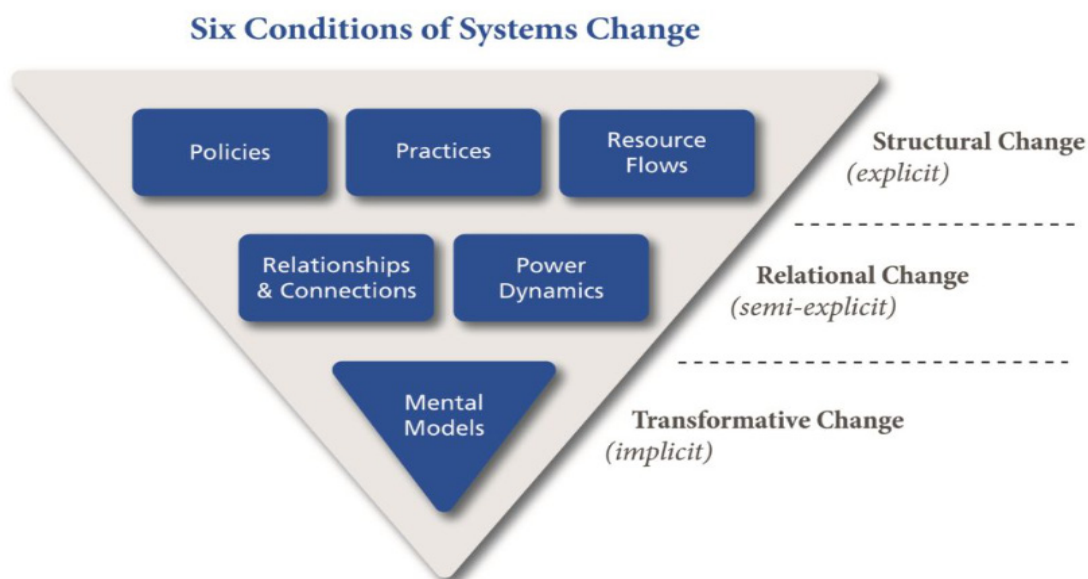 Six Conditions of Systems Change
Policies
Practices
Resource
Flows
Structural Change
(explicit)
Relationships
& Connections
Power
Dynamics
Relational Change
(semi-explicit)
Mental
Models
Transformative Change
(implicit)